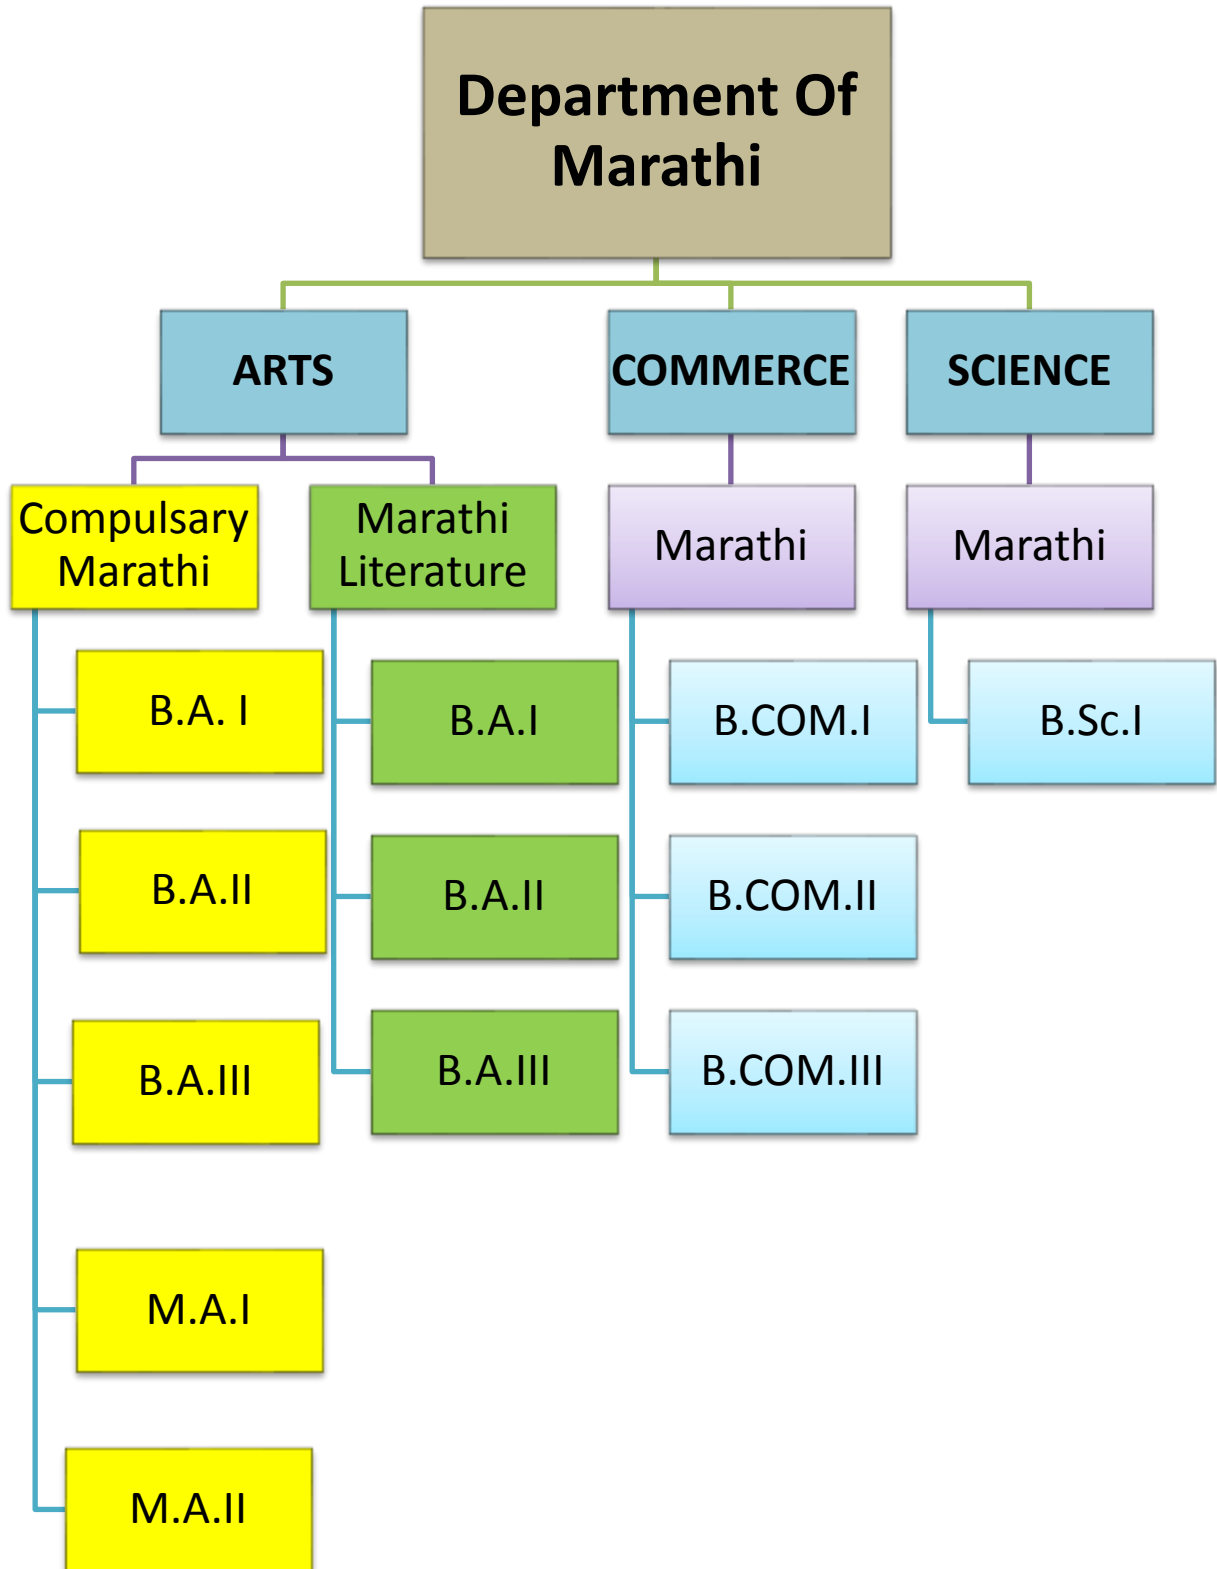 Department Of
Marathi
ARTS
COMMERCE
SCIENCE
Compulsary
Marathi
Marathi
Literature
Marathi
Marathi
B.A. I
B.A.I
B.COM.I
B.Sc.I
B.A.II
B.A.II
B.COM.II
B.A.III
B.A.III
B.COM.III
M.A.I
M.A.II